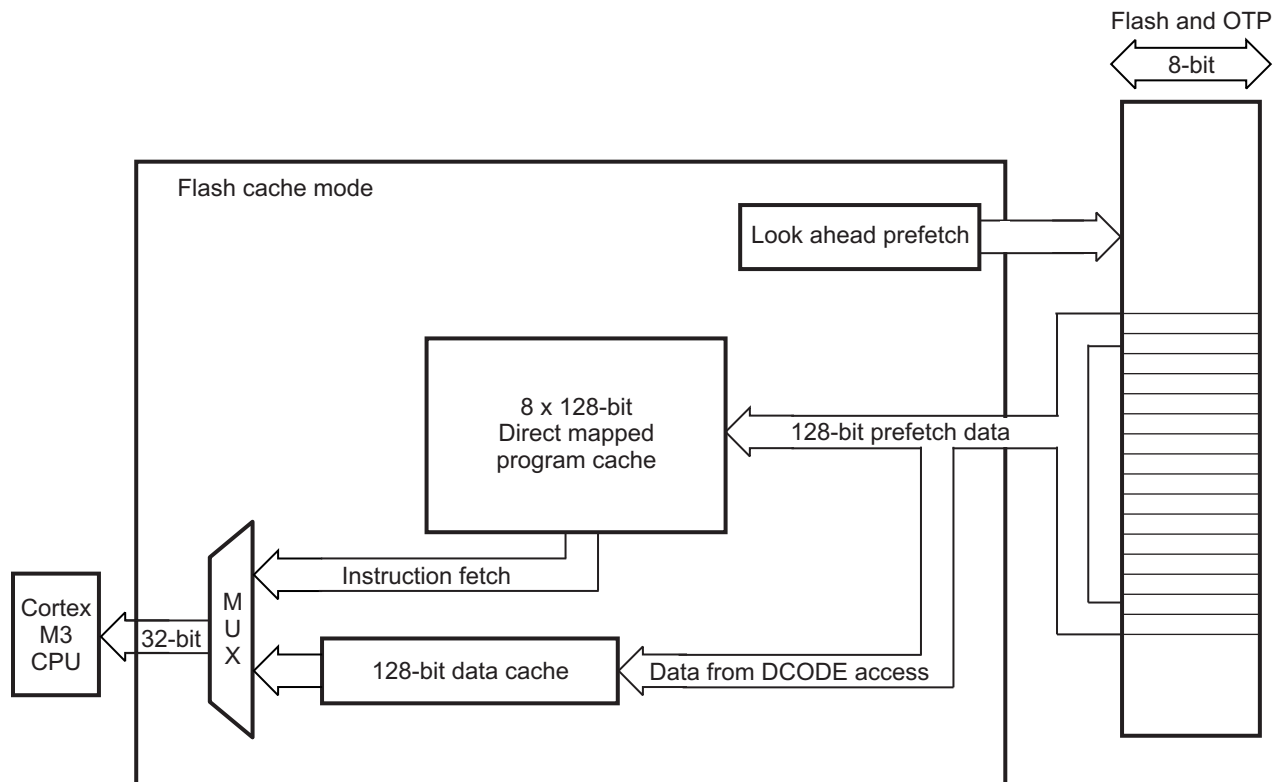 Flash and OTP
8-bit
Flash cache mode
Look ahead prefetch
8 x 128-bit
Direct mapped
program cache
128-bit prefetch data
Instruction fetch
M
U
X
Cortex
M3
CPU
32-bit
128-bit data cache
Data from DCODE access